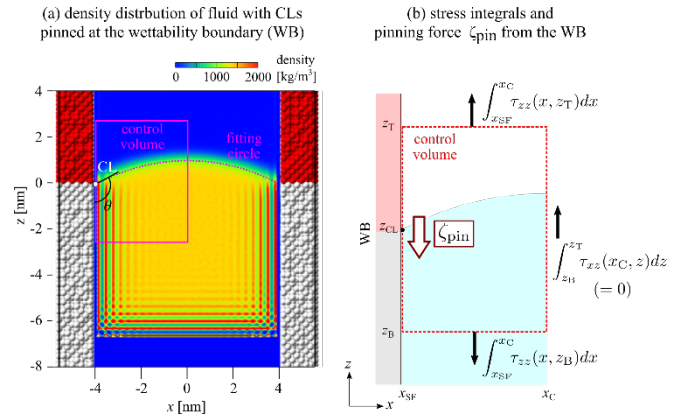 (a) density distrbution of fluid with CLs
pinned at the wettability boundary (WB)
density
[kg/m³]
0 1000 2000
4
2
0
-2
-4
-6
-8
z [nm]
control
volume
fitting
circle
CL
θ
-4 -2 0 2 4
x [nm]
(b) stress integrals and
pinning force ζpin from the WB
∫_{xSF}^{xC} τzz(x, zT)dx
zT
control
volume
WB
zCL
ζpin
∫_{zB}^{zT} τxz(xC, z)dz
(= 0)
zB
∫_{xSF}^{xC} τzz(x, zB)dx
z
x
xSF
xC